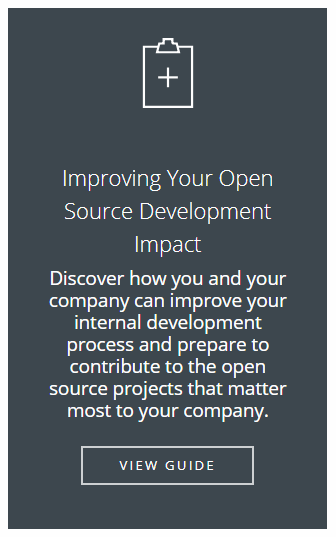 Improving Your Open
Source Development
Impact
Discover how you and your
company can improve your
internal development
process and prepare to
contribute to the open
source projects that matter
most to your company.
VIEW GUIDE